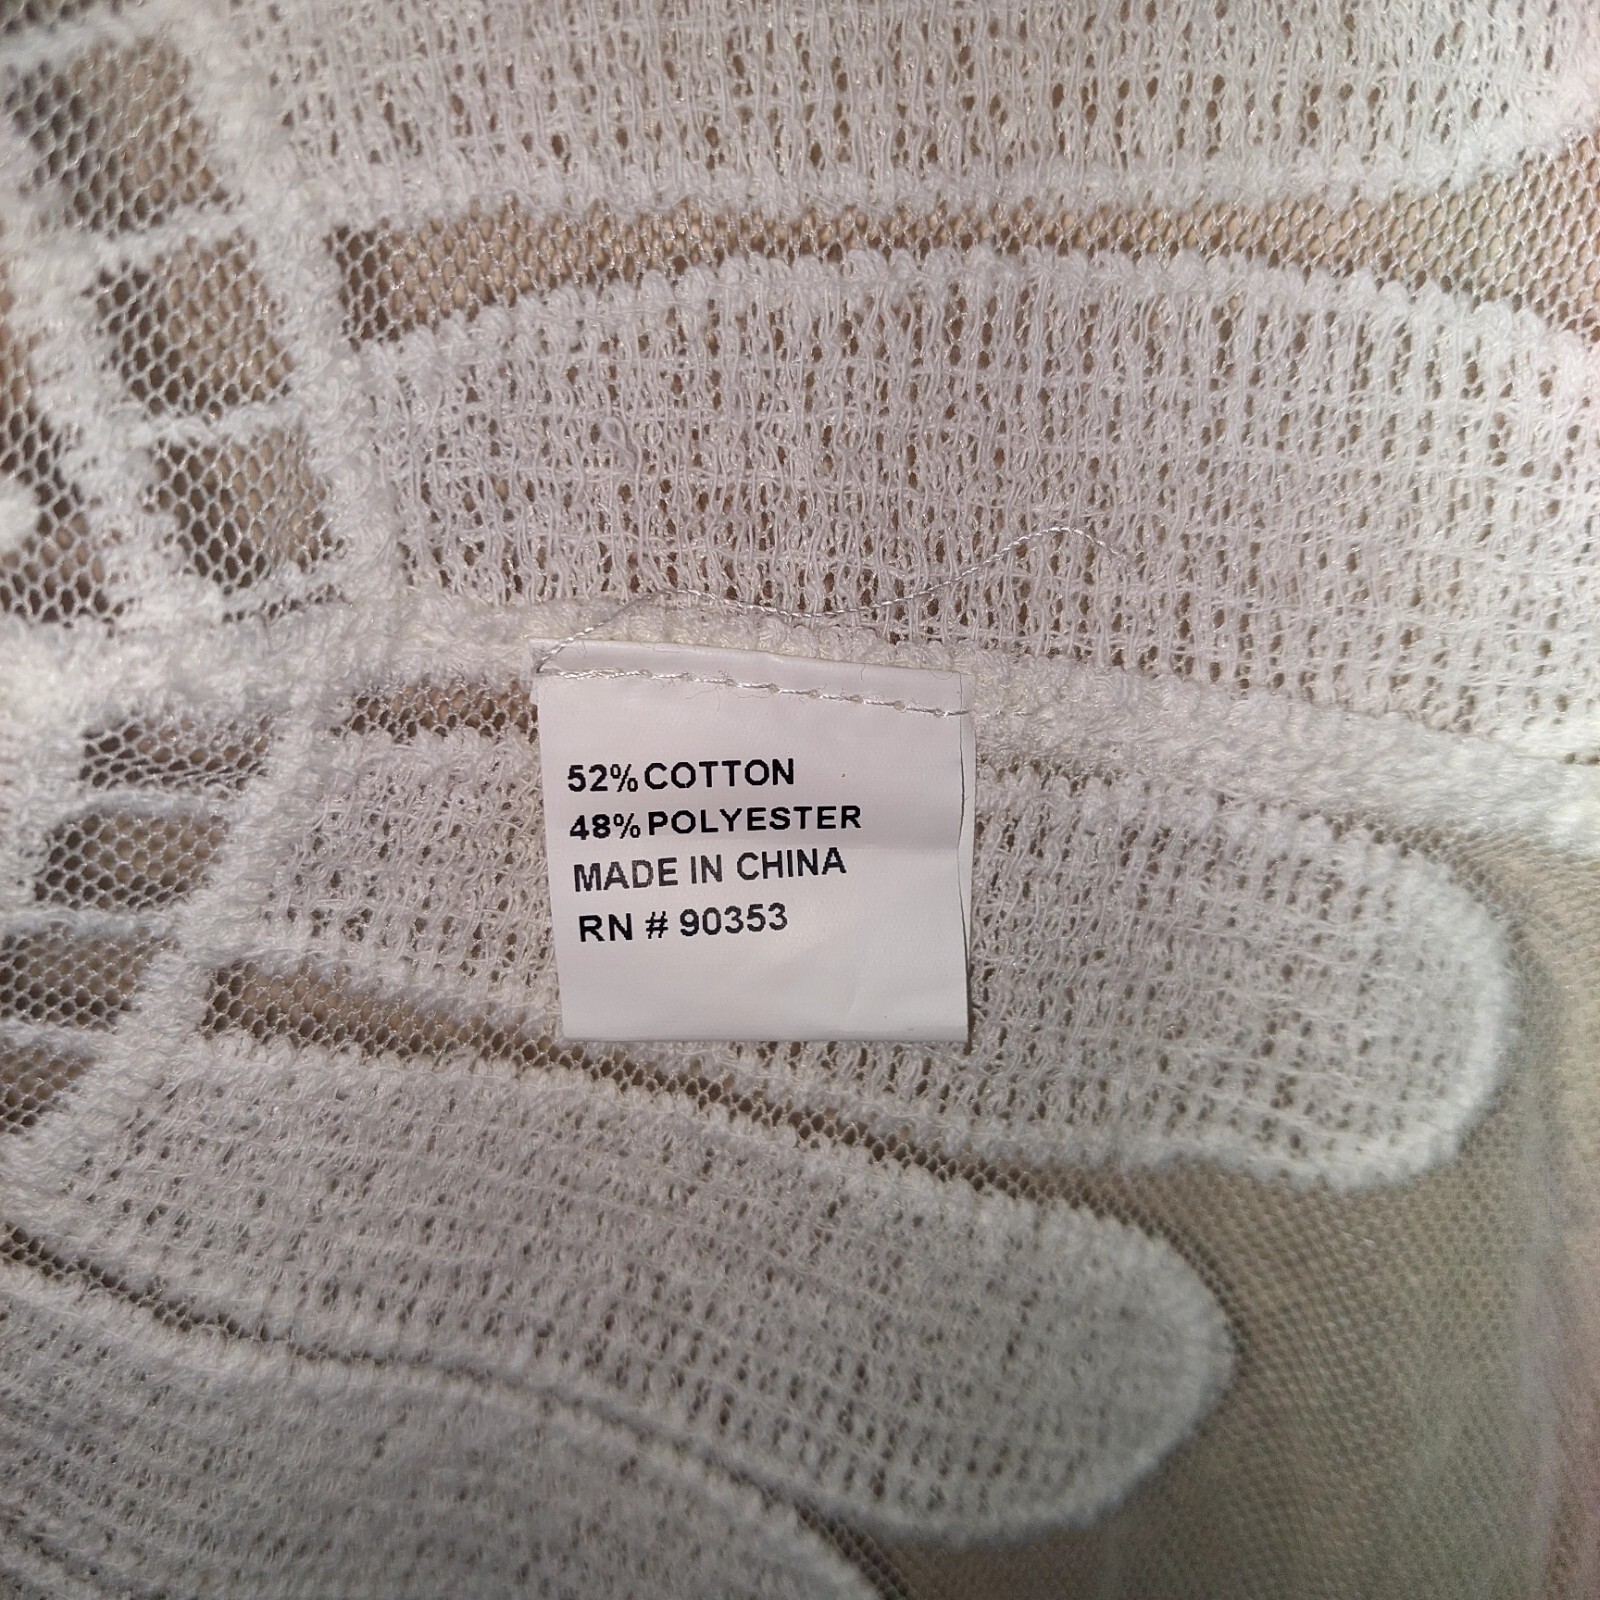 52% COTTON
48% POLYESTER
MADE IN CHINA
RN # 90353